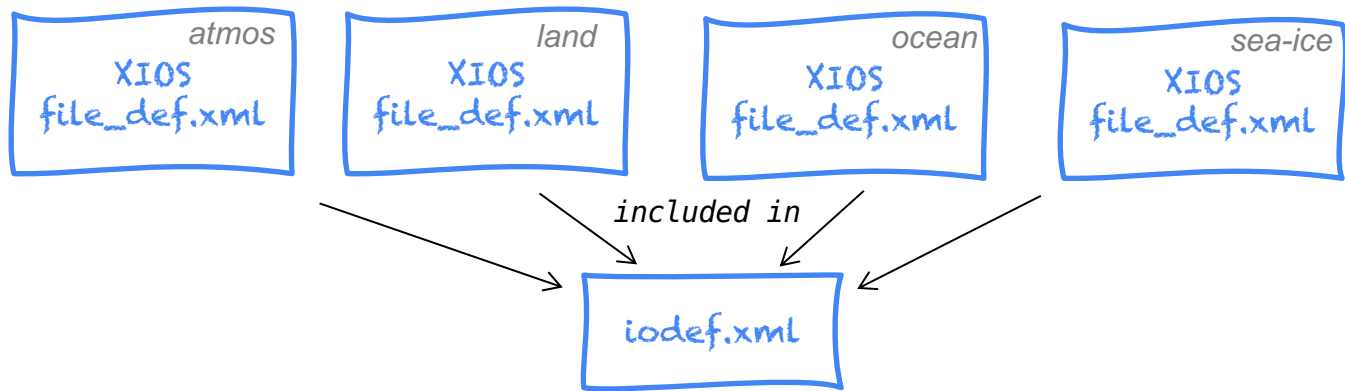 atmos
XIOS
file_def.xml
land
XIOS
file_def.xml
ocean
XIOS
file_def.xml
sea-ice
XIOS
file_def.xml
included in
iodef.xml